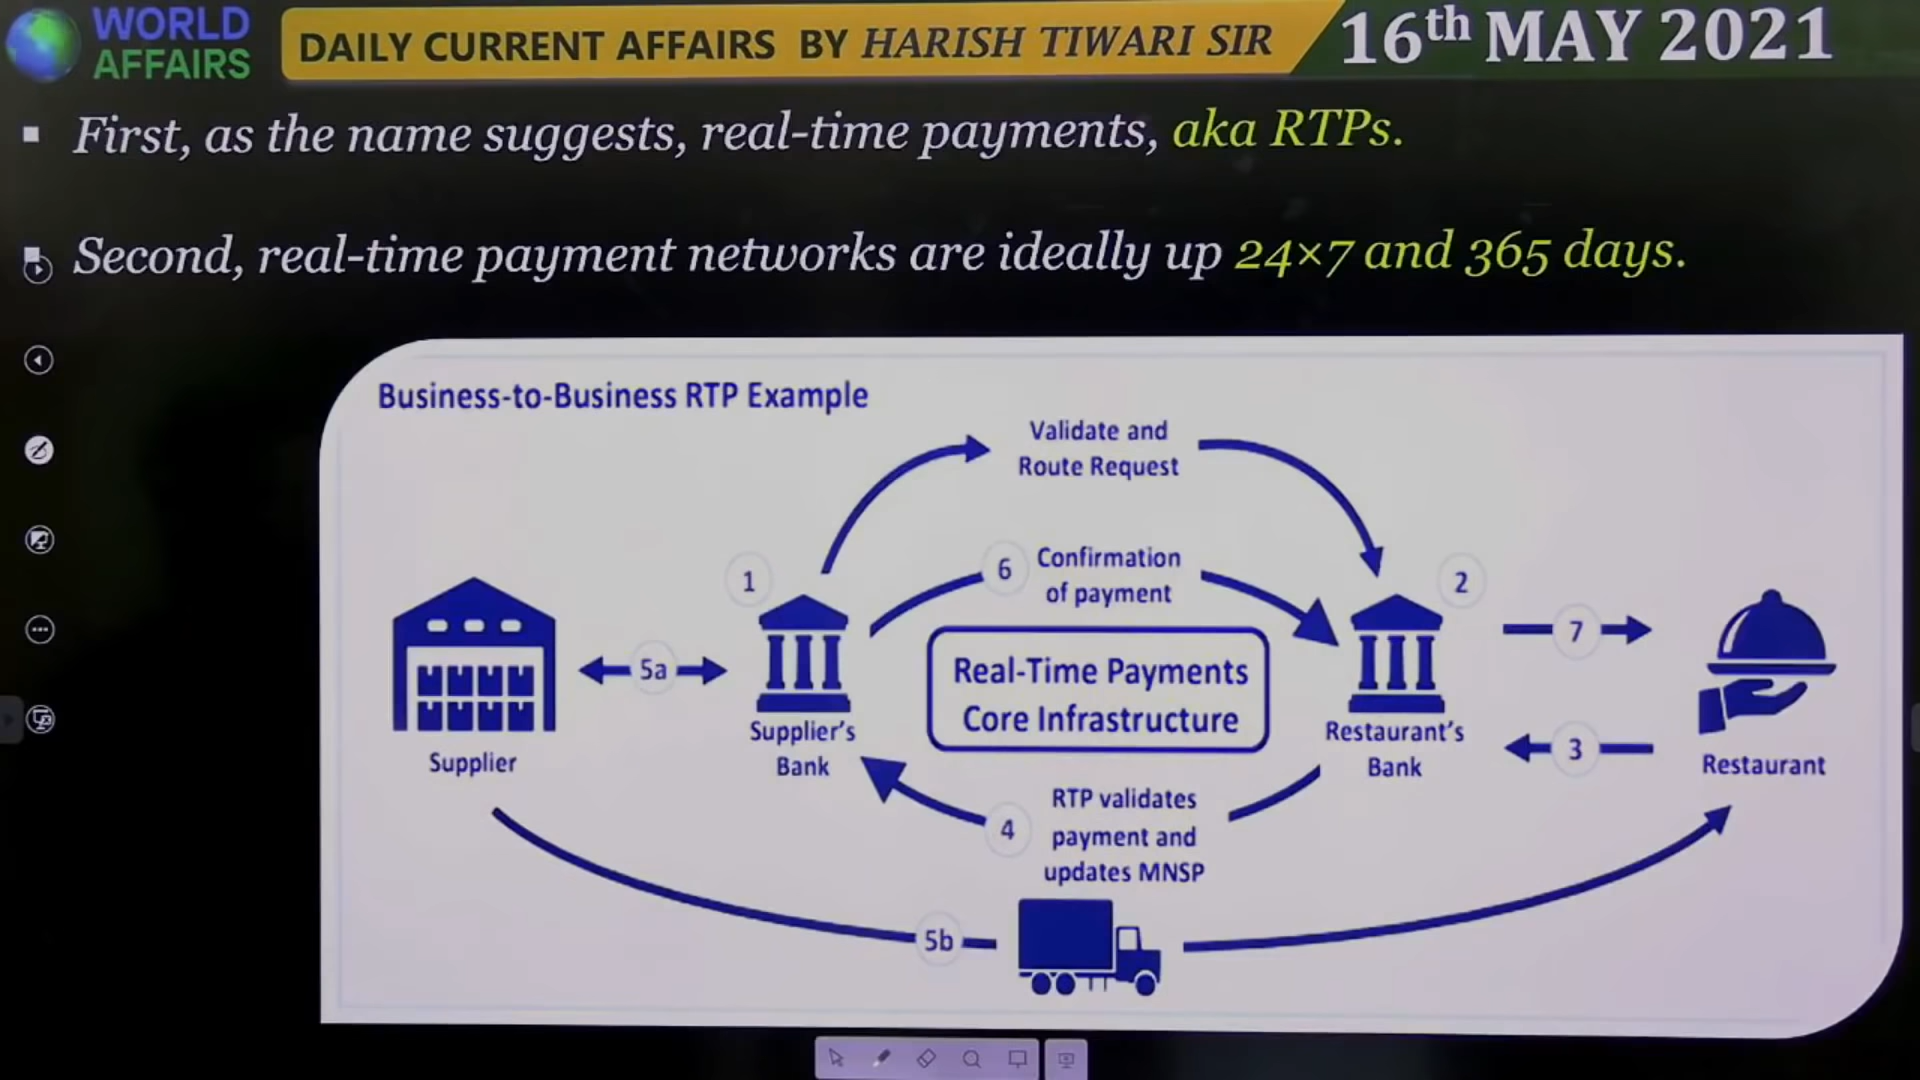 WORLD
AFFAIRS
DAILY CURRENT AFFAIRS BY HARISH TIWARI SIR
16th MAY 2021
First, as the name suggests, real-time payments, aka RTPs.
Second, real-time payment networks are ideally up 24×7 and 365 days.
Business-to-Business RTP Example
Validate and
Route Request
1
6
Confirmation
of payment
2
7
5a
Real-Time Payments
Core Infrastructure
Supplier
Supplier's
Bank
Restaurant's
Bank
3
Restaurant
4
RTP validates
payment and
updates MNSP
5b